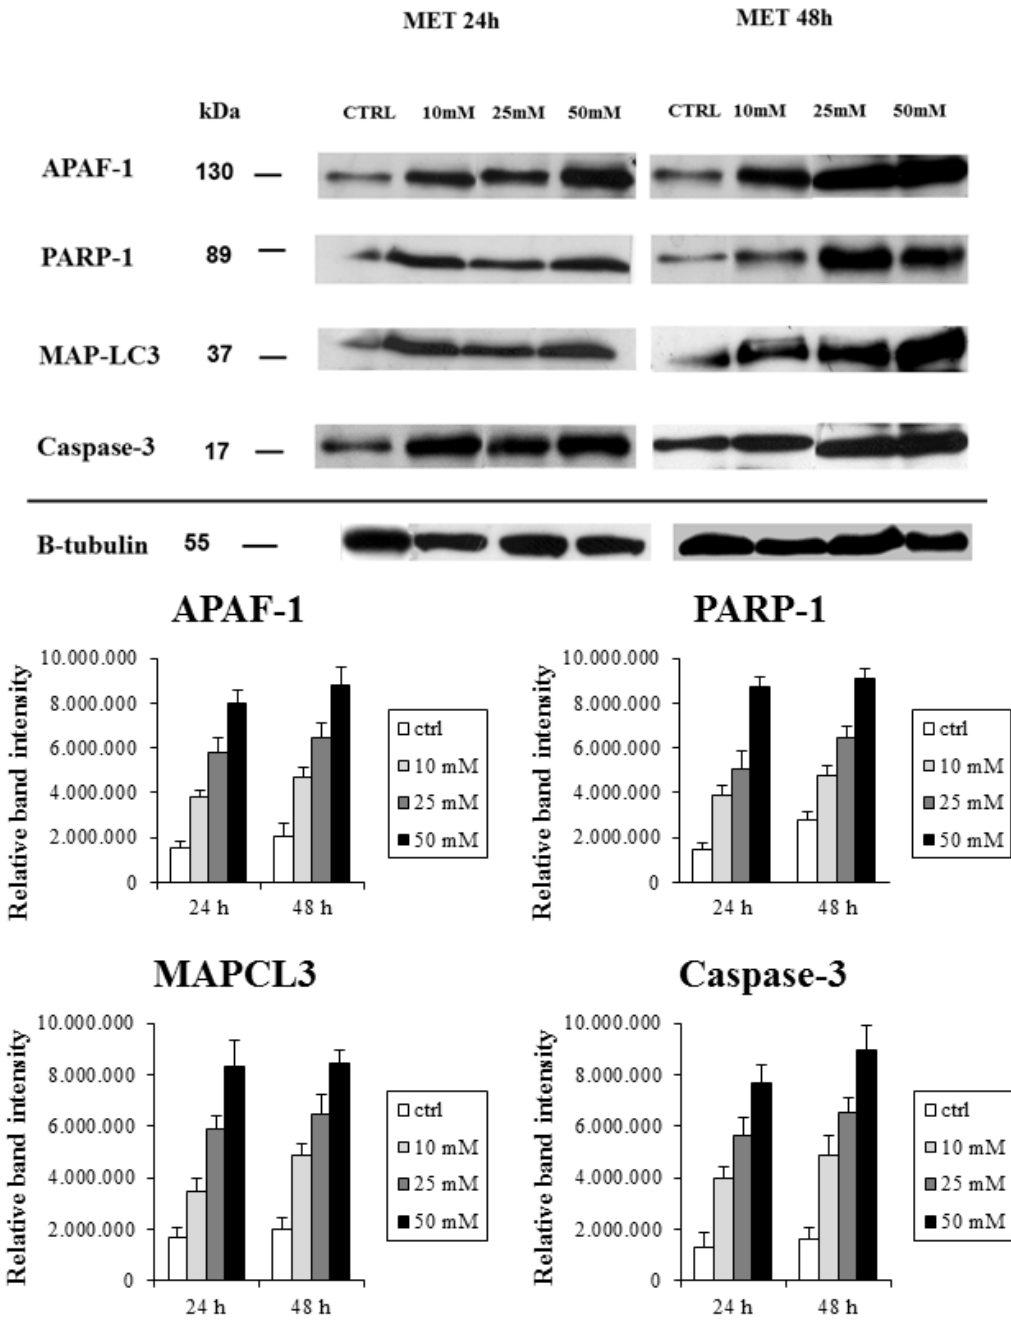 MET 24h MET 48h
kDa CTRL 10mM 25mM 50mM CTRL 10mM 25mM 50mM
APAF-1 130
PARP-1 89
MAP-LC3 37
Caspase-3 17
B-tubulin 55
APAF-1
Relative band intensity
10.000.000
8.000.000
6.000.000
4.000.000
2.000.000
0
24 h 48 h
ctrl
10 mM
25 mM
50 mM
PARP-1
Relative band intensity
10.000.000
8.000.000
6.000.000
4.000.000
2.000.000
0
24 h 48 h
ctrl
10 mM
25 mM
50 mM
MAPCL3
Relative band intensity
10.000.000
8.000.000
6.000.000
4.000.000
2.000.000
0
24 h 48 h
ctrl
10 mM
25 mM
50 mM
Caspase-3
Relative band intensity
10.000.000
8.000.000
6.000.000
4.000.000
2.000.000
0
24 h 48 h
ctrl
10 mM
25 mM
50 mM